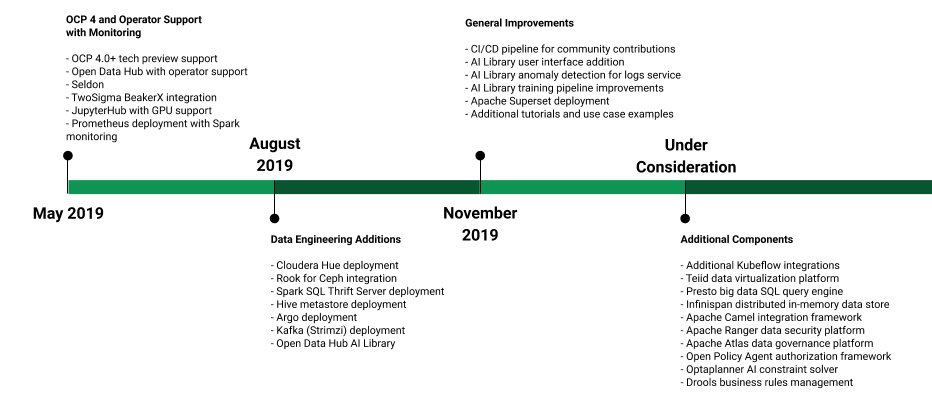 OCP 4 and Operator Support
with Monitoring
- OCP 4.0+ tech preview support
- Open Data Hub with operator support
- Seldon
- TwoSigma BeakerX integration
- JupyterHub with GPU support
- Prometheus deployment with Spark
monitoring
May 2019
August
2019
Data Engineering Additions
- Cloudera Hue deployment
- Rook for Ceph integration
- Spark SQL Thrift Server deployment
- Hive metastore deployment
- Argo deployment
- Kafka (Strimzi) deployment
- Open Data Hub AI Library
General Improvements
- CI/CD pipeline for community contributions
- AI Library user interface addition
- AI Library anomaly detection for logs service
- AI Library training pipeline improvements
- Apache Superset deployment
- Additional tutorials and use case examples
November
2019
Under
Consideration
Additional Components
- Additional Kubeflow integrations
- Teiid data virtualization platform
- Presto big data SQL query engine
- Infinispan distributed in-memory data store
- Apache Camel integration framework
- Apache Ranger data security platform
- Apache Atlas data governance platform
- Open Policy Agent authorization framework
- Optaplanner AI constraint solver
- Drools business rules management